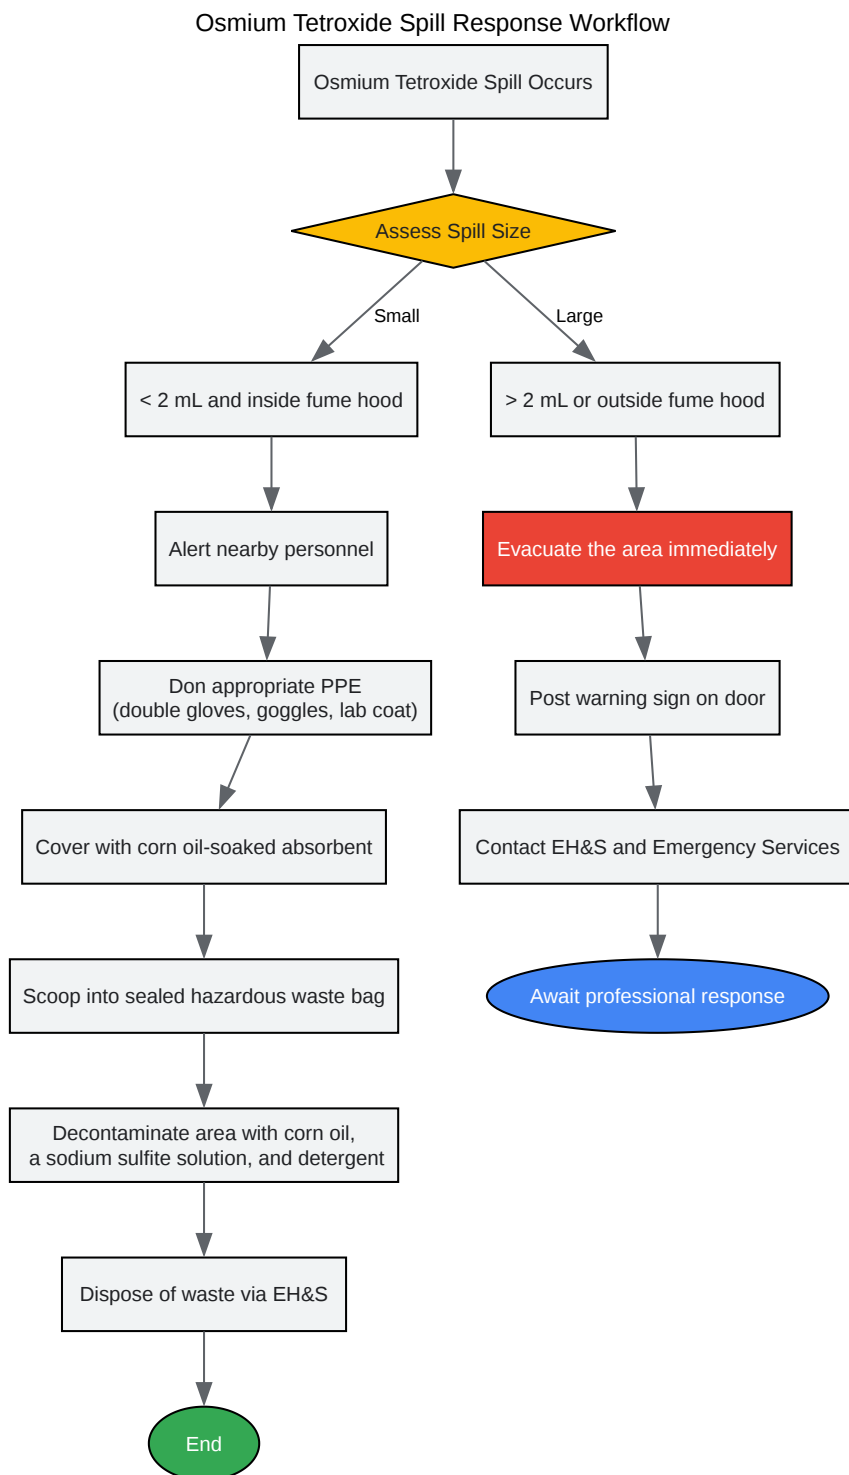 Osmium Tetroxide Spill Response Workflow
Osmium Tetroxide Spill Occurs
Assess Spill Size
Small
Large
< 2 mL and inside fume hood
> 2 mL or outside fume hood
Alert nearby personnel
Evacuate the area immediately
Don appropriate PPE
(double gloves, goggles, lab coat)
Post warning sign on door
Cover with corn oil-soaked absorbent
Contact EH&S and Emergency Services
Scoop into sealed hazardous waste bag
Await professional response
Decontaminate area with corn oil,
a sodium sulfite solution, and detergent
Dispose of waste via EH&S
End